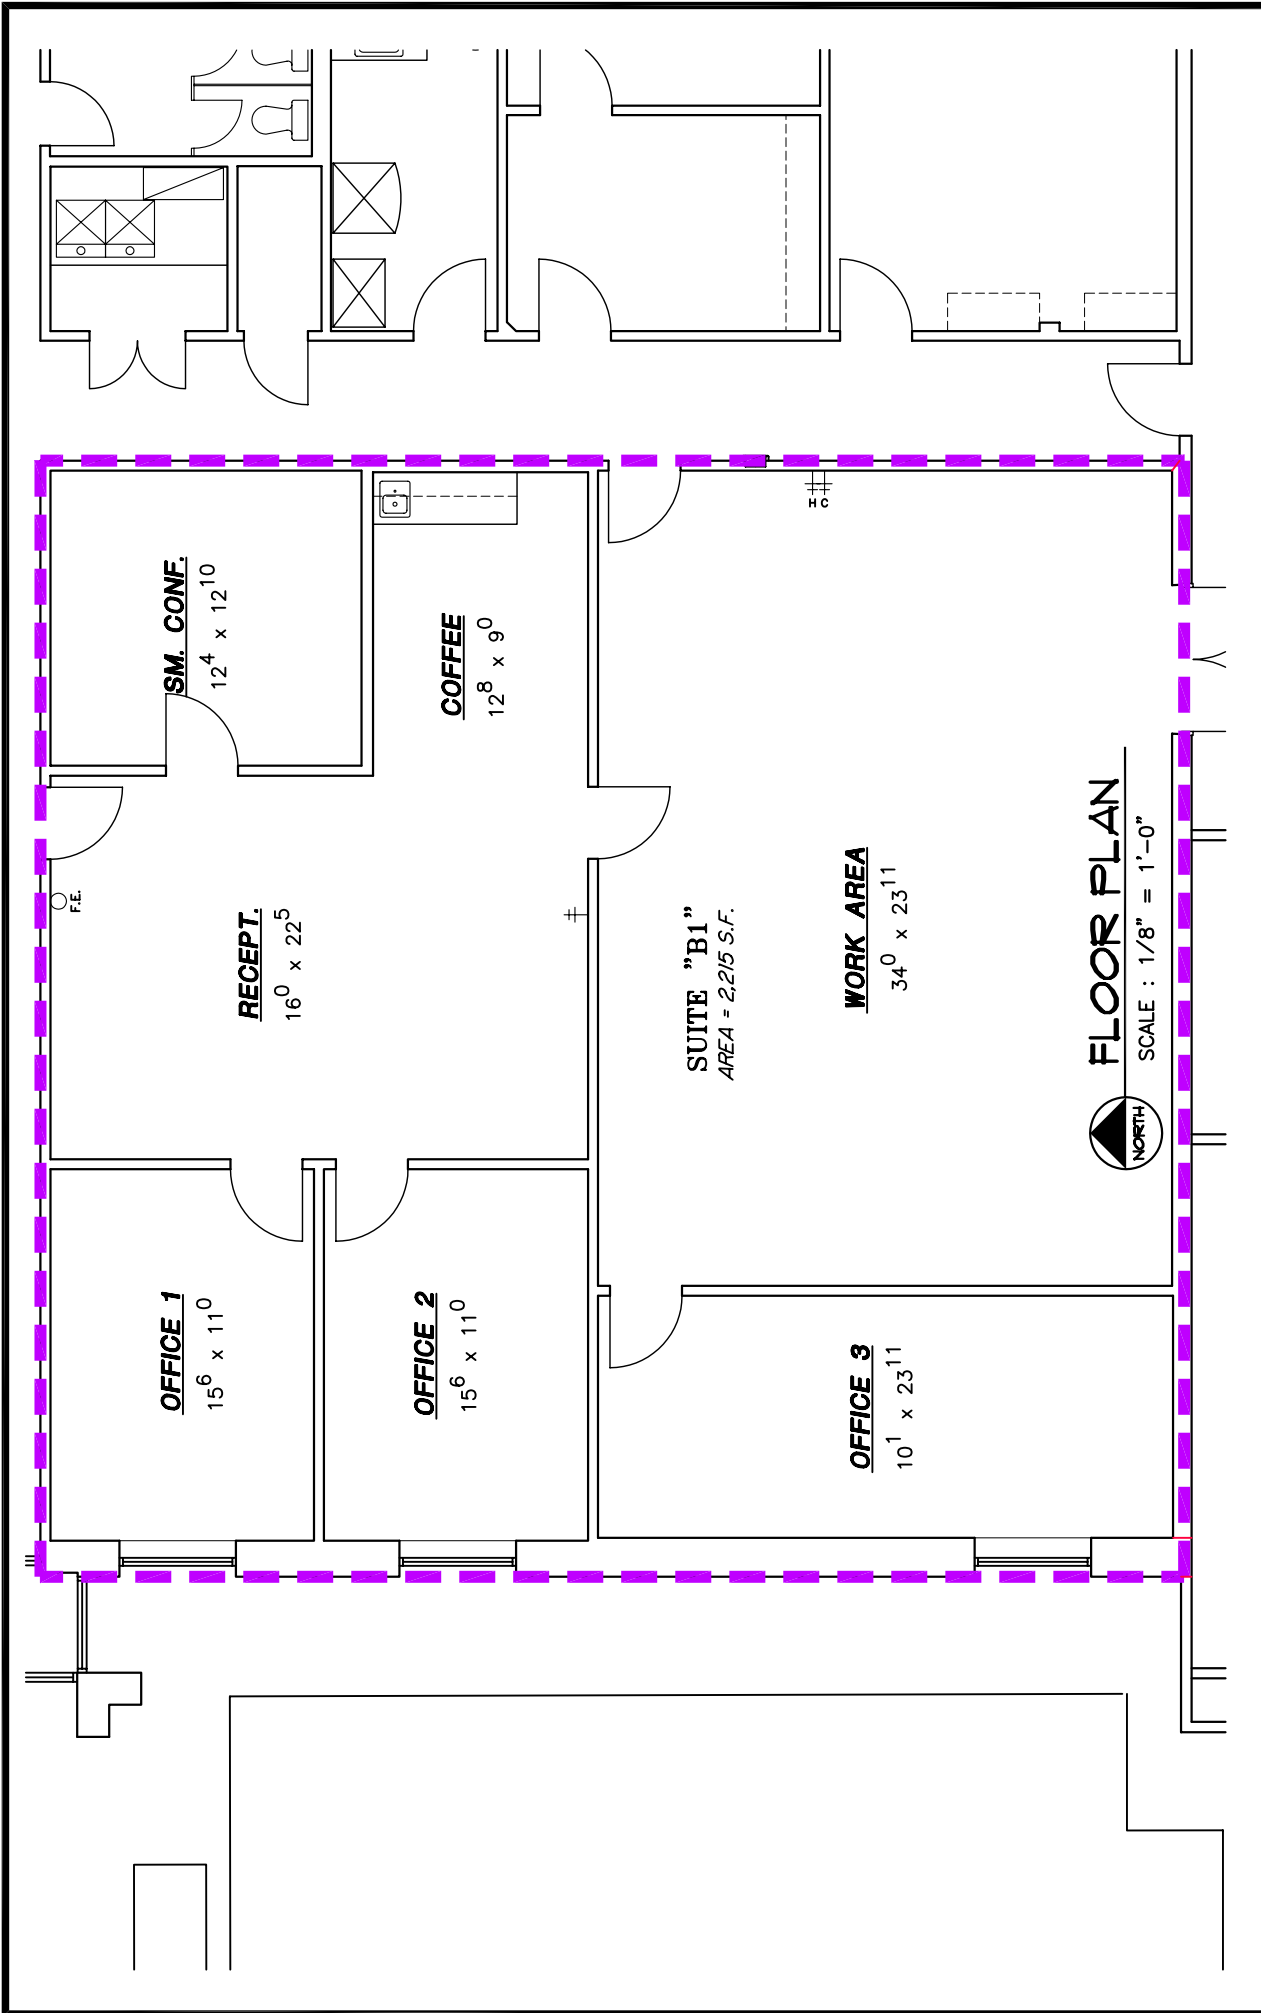 SM. CONF.
12⁴ x 12¹⁰
COFFEE
12⁸ x 9⁰
H C
F.E.
RECEPT.
16⁰ x 22⁵
SUITE "B1"
AREA = 2,215 S.F.
WORK AREA
34⁰ x 23¹¹
FLOOR PLAN
SCALE : 1/8" = 1'-0"
NORTH
OFFICE 1
15⁶ x 11⁰
OFFICE 2
15⁶ x 11⁰
OFFICE 3
10¹ x 23¹¹